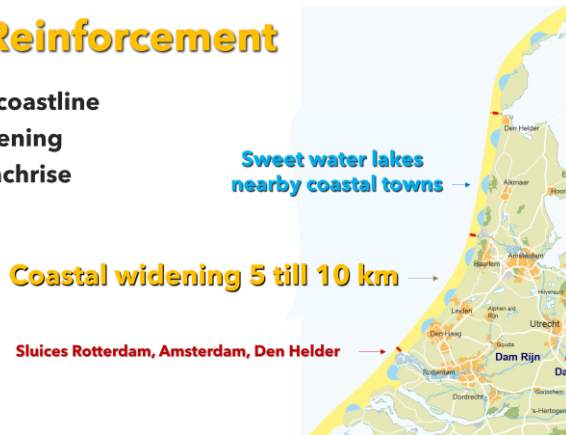 Reinforcement
coastline
ening
chrise
Sweet water lakes
nearby coastal towns
Coastal widening 5 till 10 km
Sluices Rotterdam, Amsterdam, Den Helder
Den Helder
Alkmaar
Hoor
Amsterdam
Haarlem
Hilversum
Leiden
Alphen a/d
Rijn
Utrecht
Den Haag
Gouda
Dam Rijn
Rotterdam
Da
Gorinchem
Dordrecht
's-Hertogen